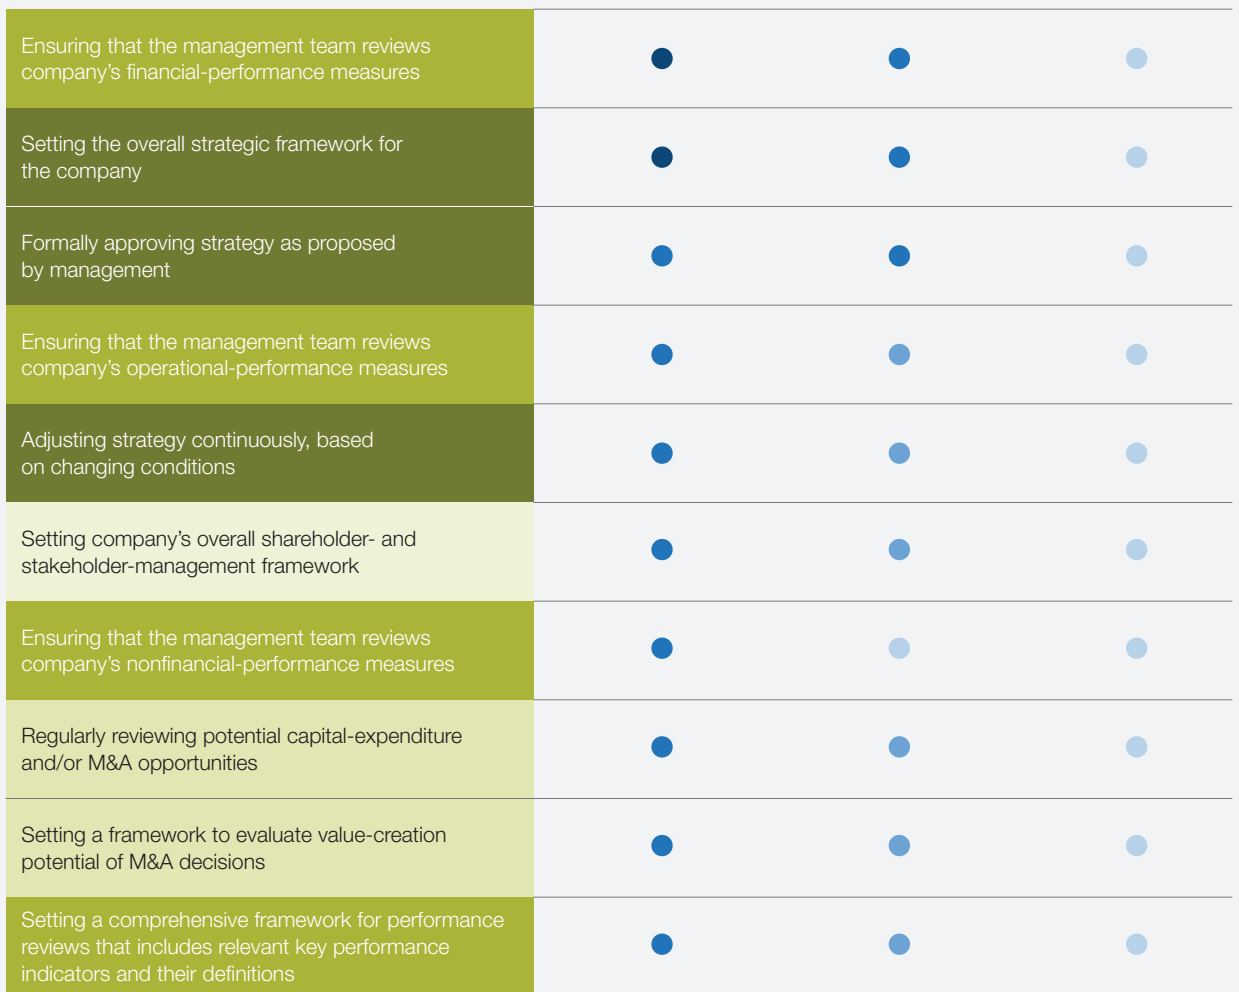 Ensuring that the management team reviews
company’s financial-performance measures
Setting the overall strategic framework for
the company
Formally approving strategy as proposed
by management
Ensuring that the management team reviews
company’s operational-performance measures
Adjusting strategy continuously, based
on changing conditions
Setting company’s overall shareholder- and
stakeholder-management framework
Ensuring that the management team reviews
company’s nonfinancial-performance measures
Regularly reviewing potential capital-expenditure
and/or M&A opportunities
Setting a framework to evaluate value-creation
potential of M&A decisions
Setting a comprehensive framework for performance
reviews that includes relevant key performance
indicators and their definitions